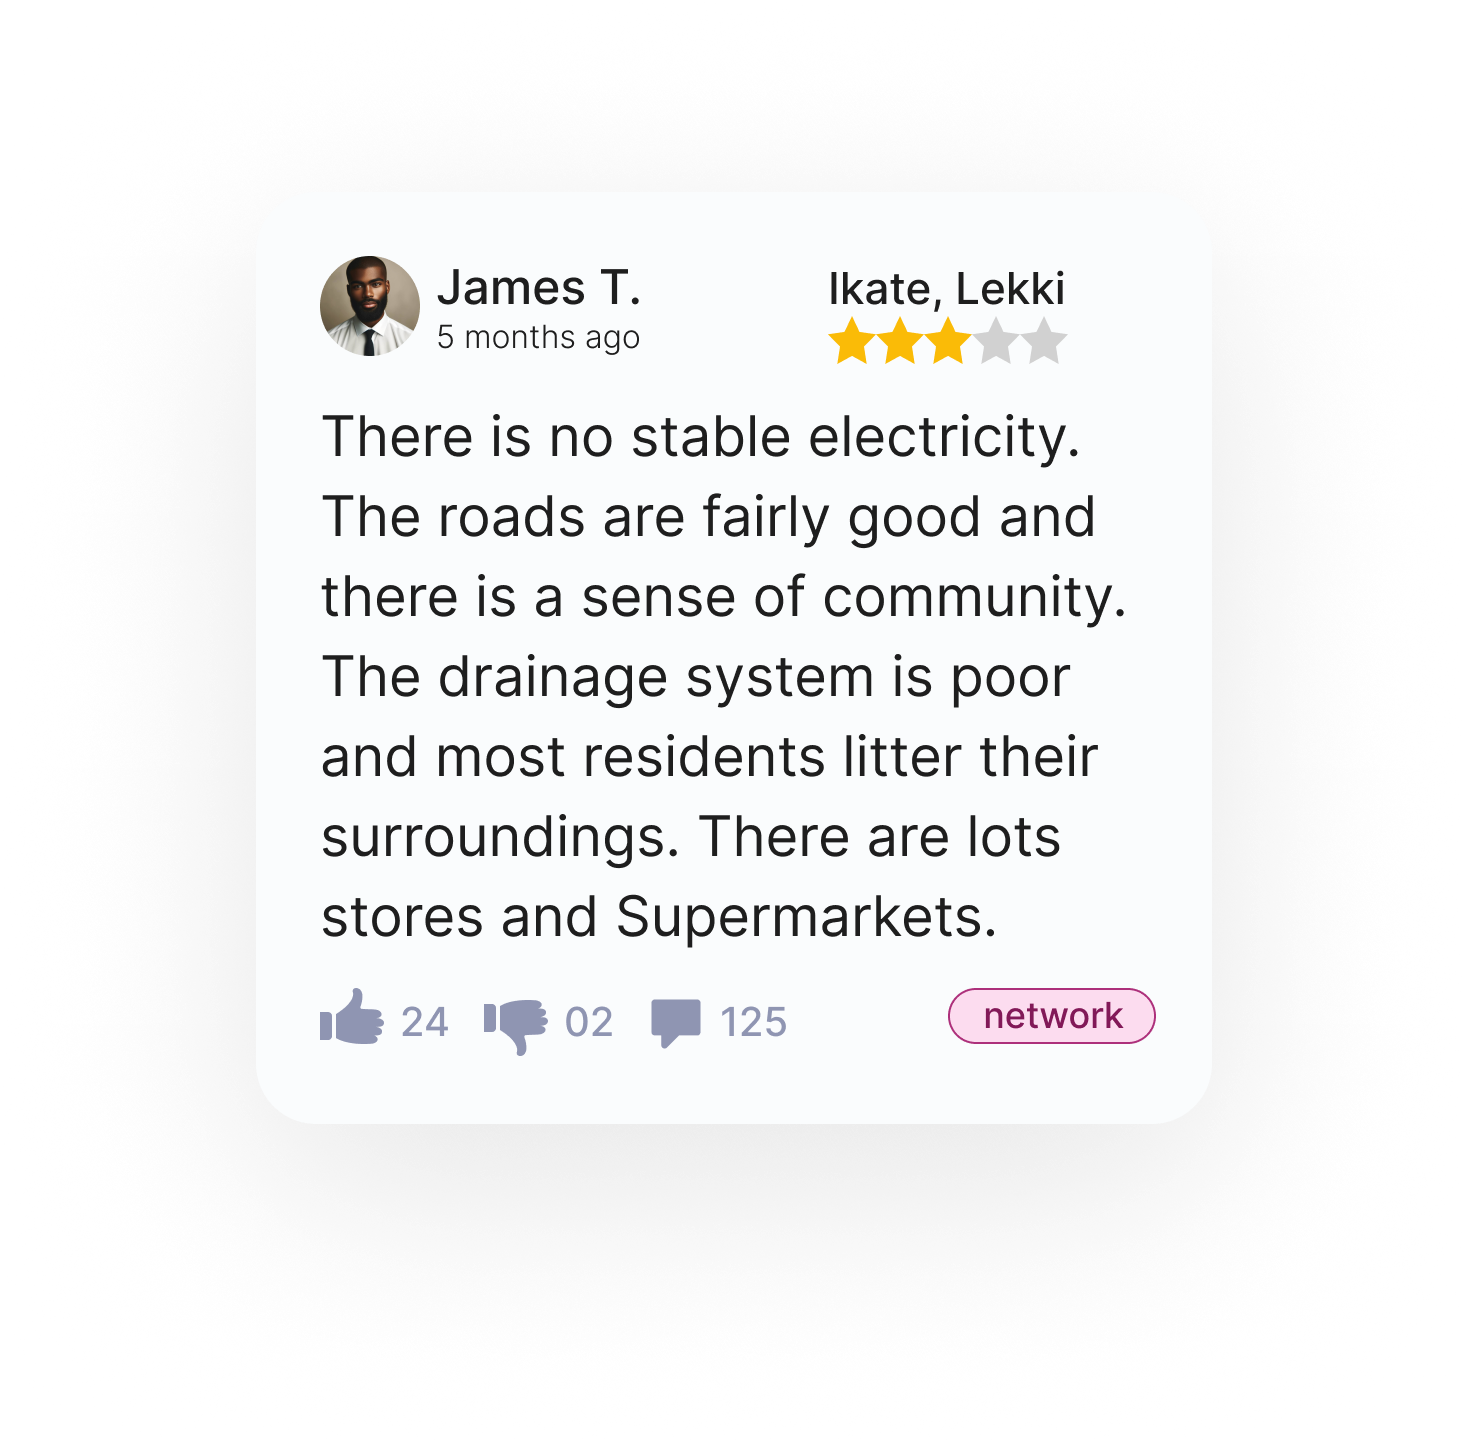 James T.
5 months ago
Ikate, Lekki
There is no stable electricity.
The roads are fairly good and
there is a sense of community.
The drainage system is poor
and most residents litter their
surroundings. There are lots
stores and Supermarkets.
24
02
125
network